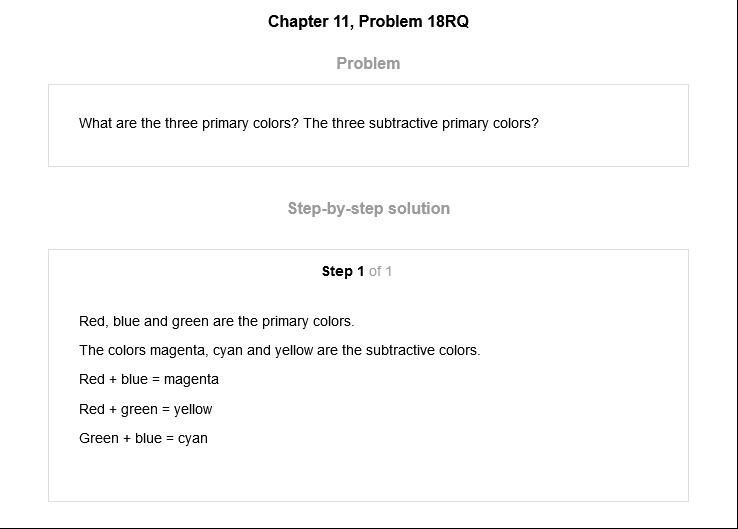 Chapter 11, Problem 18RQ
Problem
What are the three primary colors? The three subtractive primary colors?
Step-by-step solution
Step 1 of 1
Red, blue and green are the primary colors.
The colors magenta, cyan and yellow are the subtractive colors.
Red + blue = magenta
Red + green = yellow
Green + blue = cyan